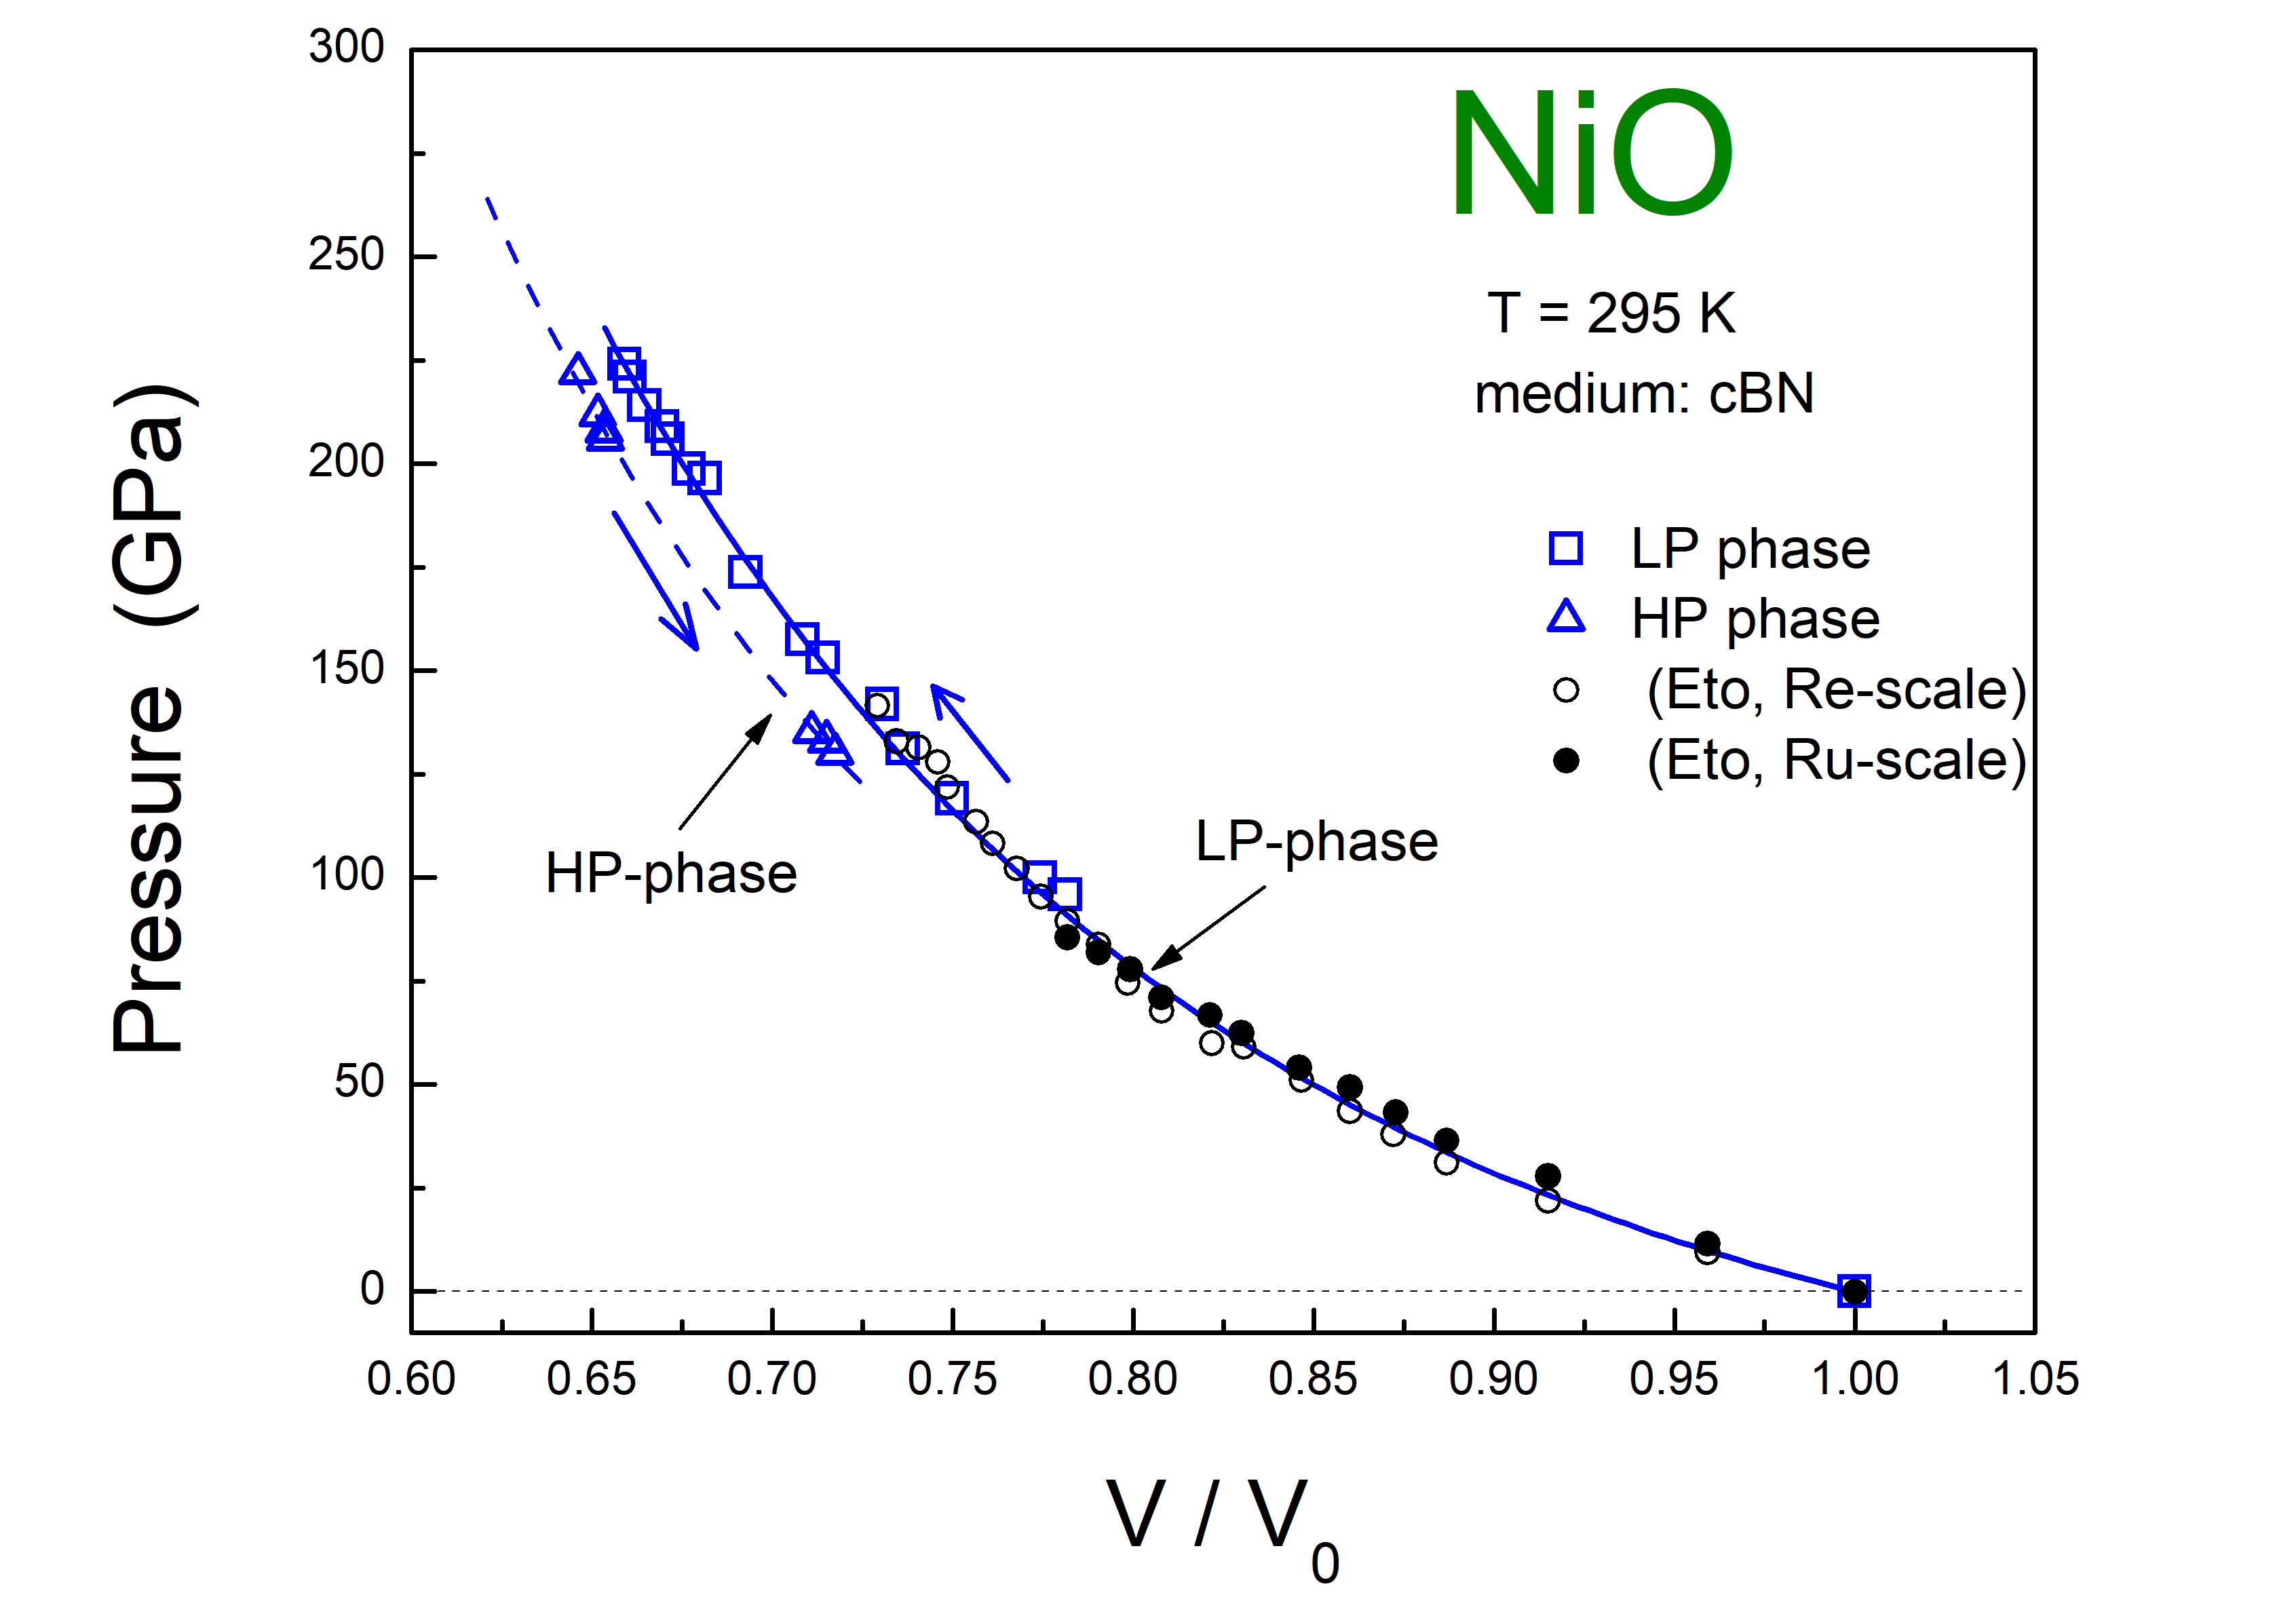 300
250
200
150
100
50
0
Pressure (GPa)
NiO
T = 295 K
medium: cBN
LP phase
HP phase
(Eto, Re-scale)
(Eto, Ru-scale)
HP-phase
LP-phase
0.60 0.65 0.70 0.75 0.80 0.85 0.90 0.95 1.00 1.05
V / V0